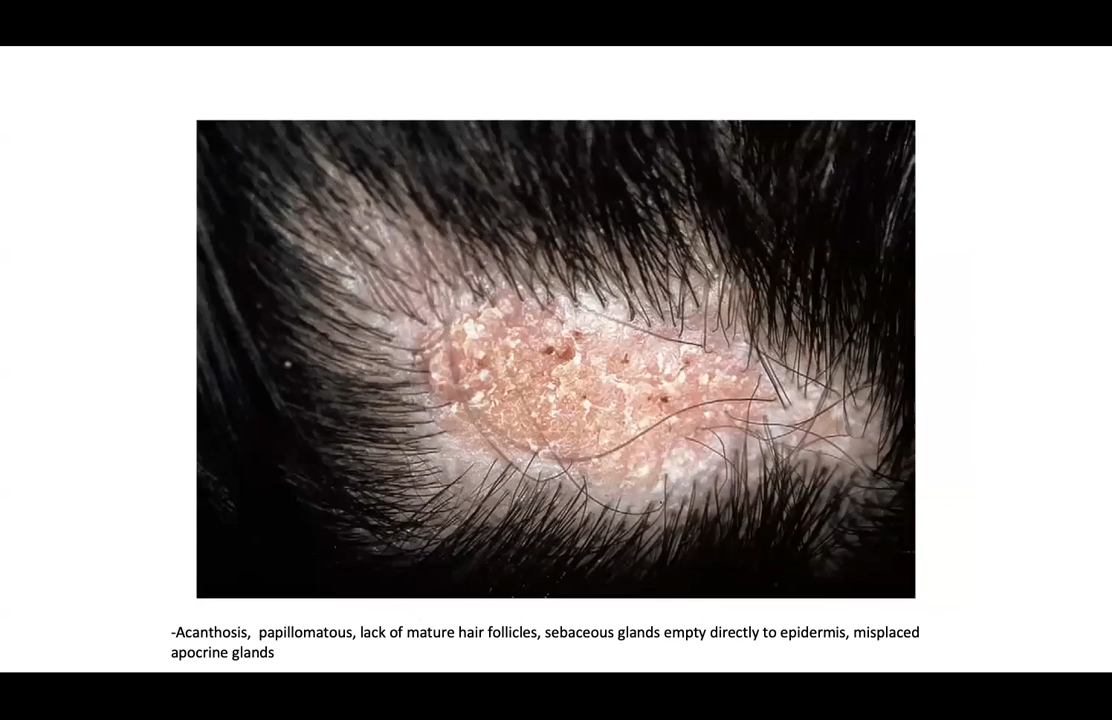 -Acanthosis,  papillomatous, lack of mature hair follicles, sebaceous glands empty directly to epidermis, misplaced
apocrine glands